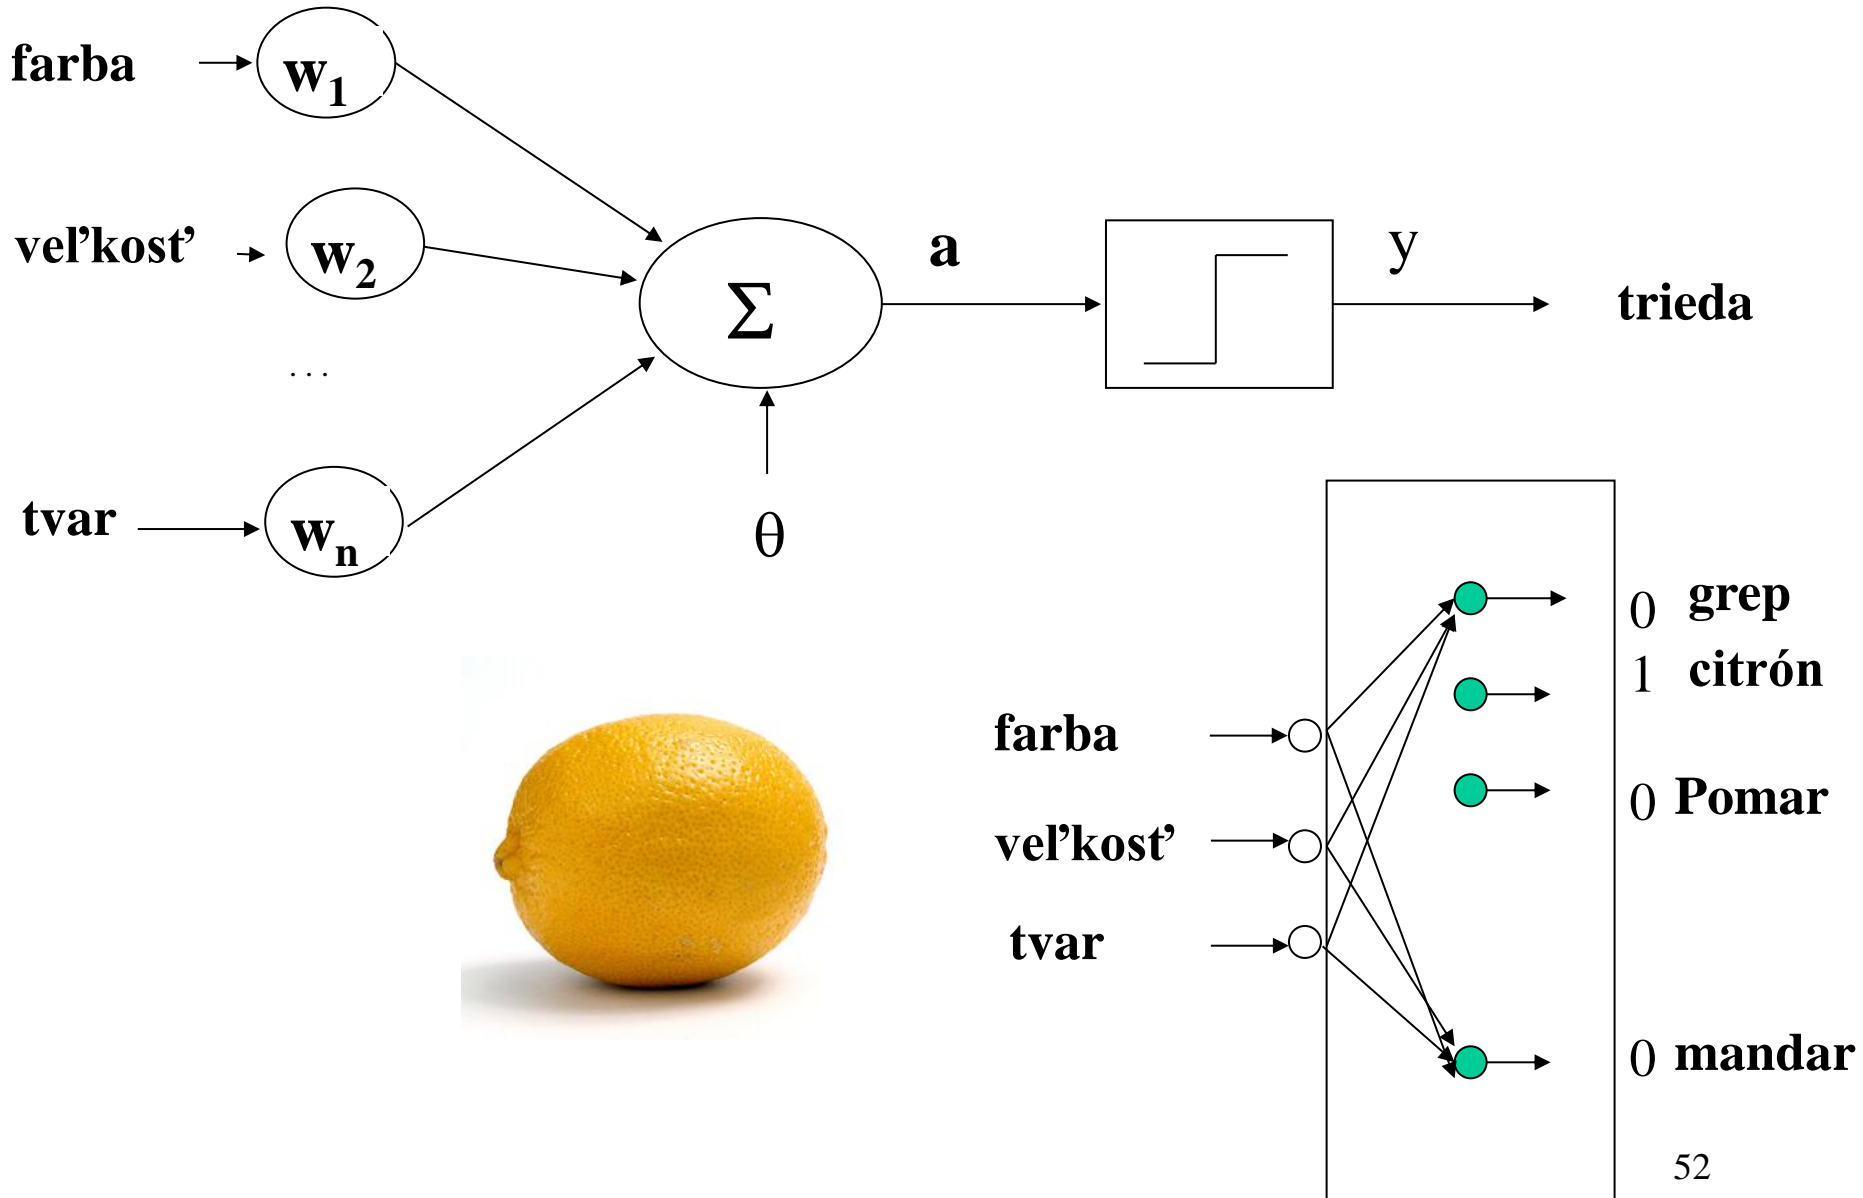 farba
w1
veľkosť
w2
. . .
tvar
wn
Σ
θ
a
y
trieda
farba
veľkosť
tvar
0 grep
1 citrón
0 Pomar
0 mandar
52